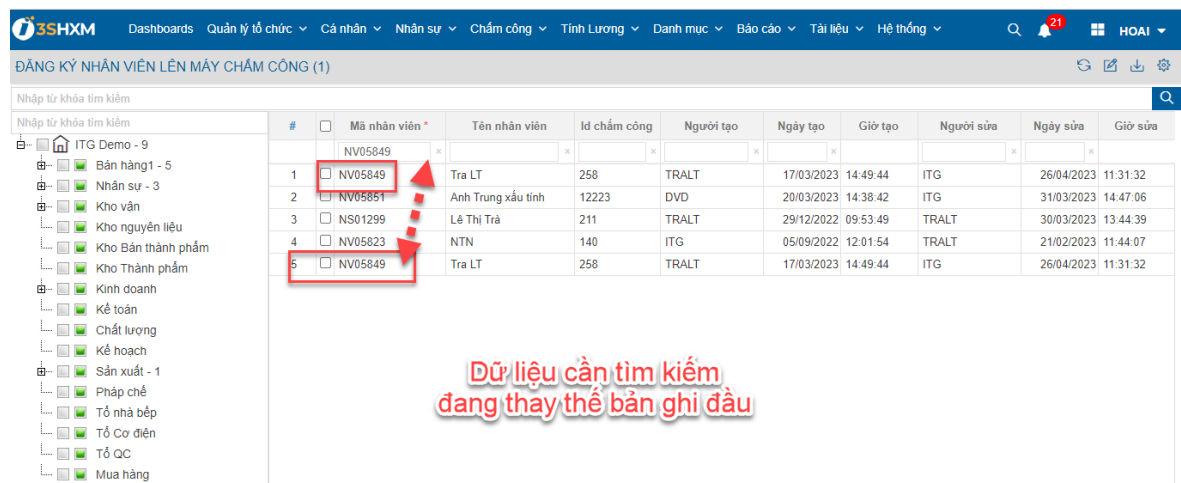 3SHXM Dashboards Quản lý tổ chức Cá nhân Nhân sự Chấm công Tính Lương Danh mục Báo cáo Tài liệu Hệ thống 21 HOAI
ĐĂNG KÝ NHÂN VIÊN LÊN MÁY CHẤM CÔNG (1)
Nhập từ khóa tìm kiếm
Nhập từ khóa tìm kiếm
ITG Demo - 9
Bán hàng1 - 5
Nhân sự - 3
Kho vận
Kho nguyên liệu
Kho Bán thành phẩm
Kho Thành phẩm
Kinh doanh
Kế toán
Chất lượng
Kế hoạch
Sản xuất - 1
Pháp chế
Tổ nhà bếp
Tổ Cơ điện
Tổ QC
Mua hàng
# Mã nhân viên * Tên nhân viên Id chấm công Người tạo Ngày tạo Giờ tạo Người sửa Ngày sửa Giờ sửa
NV05849 × × × × × × ×
1 NV05849 Tra LT 258 TRALT 17/03/2023 14:49:44 ITG 26/04/2023 11:31:32
2 NV05851 Anh Trung xấu tính 12223 DVD 20/03/2023 14:38:42 ITG 31/03/2023 14:47:06
3 NS01299 Lê Thị Trà 211 TRALT 29/12/2022 09:53:49 TRALT 30/03/2023 13:44:39
4 NV05823 NTN 140 ITG 05/09/2022 12:01:54 TRALT 21/02/2023 11:44:07
5 NV05849 Tra LT 258 TRALT 17/03/2023 14:49:44 ITG 26/04/2023 11:31:32
Dữ liệu cần tìm kiếm
đang thay thế bản ghi đầu